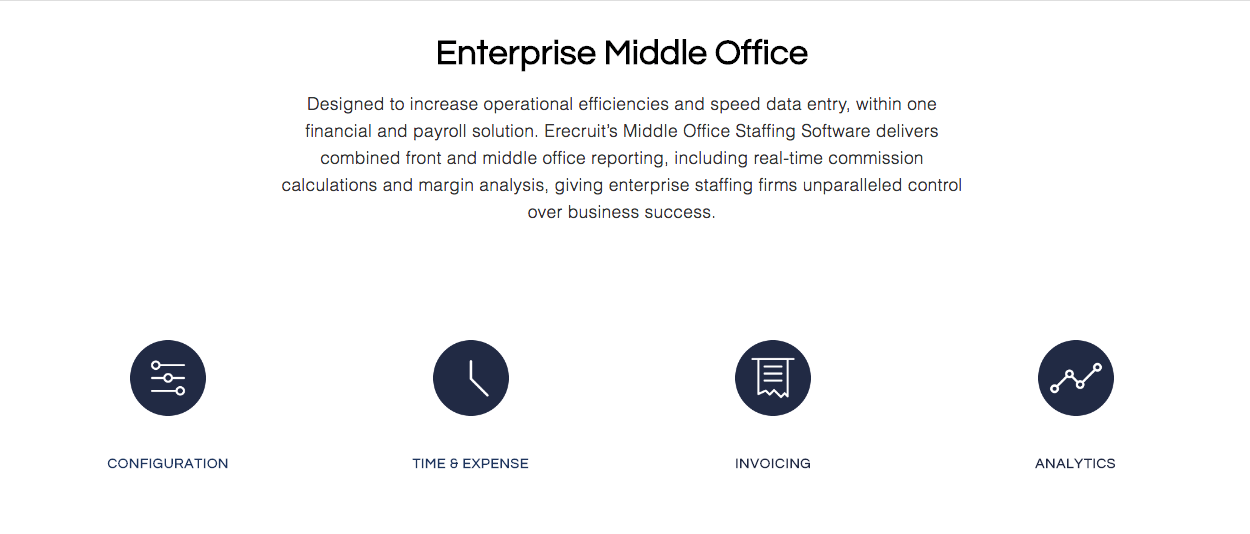 Enterprise Middle Office
Designed to increase operational efficiencies and speed data entry, within one
financial and payroll solution. Erecruit's Middle Office Staffing Software delivers
combined front and middle office reporting, including real-time commission
calculations and margin analysis, giving enterprise staffing firms unparalleled control
over business success.
CONFIGURATION
TIME & EXPENSE
INVOICING
ANALYTICS